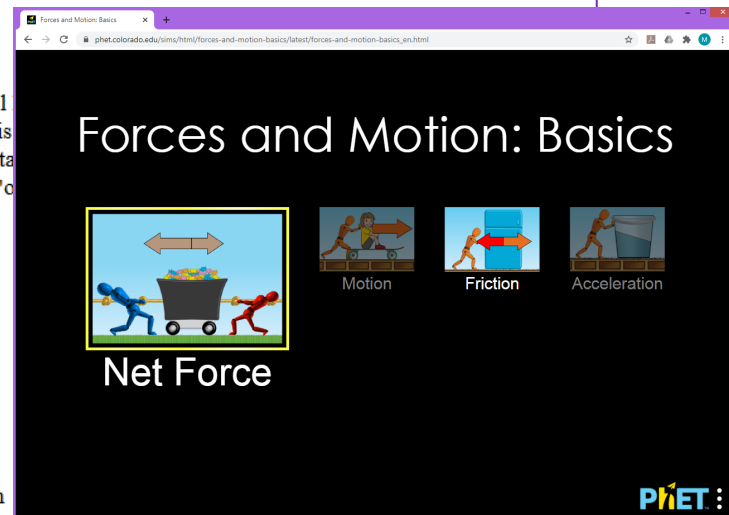 Forces and Motion: Basics
phet.colorado.edu/sims/html/forces-and-motion-basics/latest/forces-and-motion-basics_en.html
M
Forces and Motion: Basics
Motion
Friction
Acceleration
Net Force
PhET